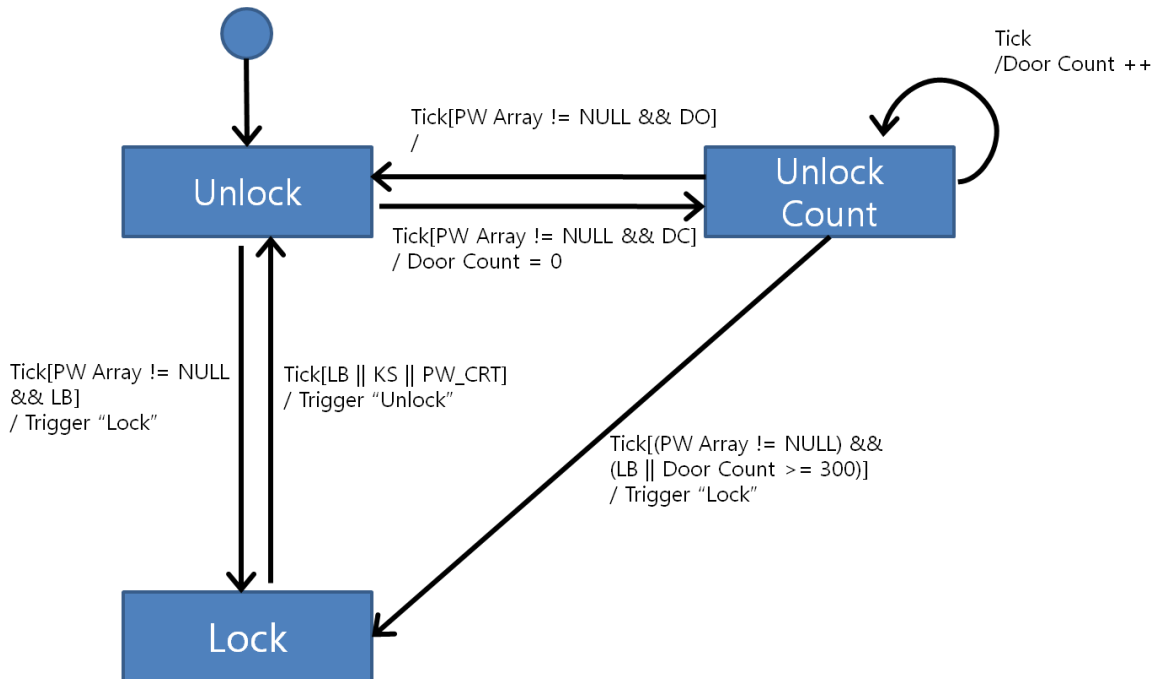 Tick
/Door Count ++
Tick[PW Array != NULL && DO]
/
Unlock
Unlock
Count
Tick[PW Array != NULL && DC]
/ Door Count = 0
Tick[PW Array != NULL
&& LB]
/ Trigger “Lock”
Tick[LB || KS || PW_CRT]
/ Trigger “Unlock”
Tick[(PW Array != NULL) &&
(LB || Door Count >= 300)]
/ Trigger “Lock”
Lock